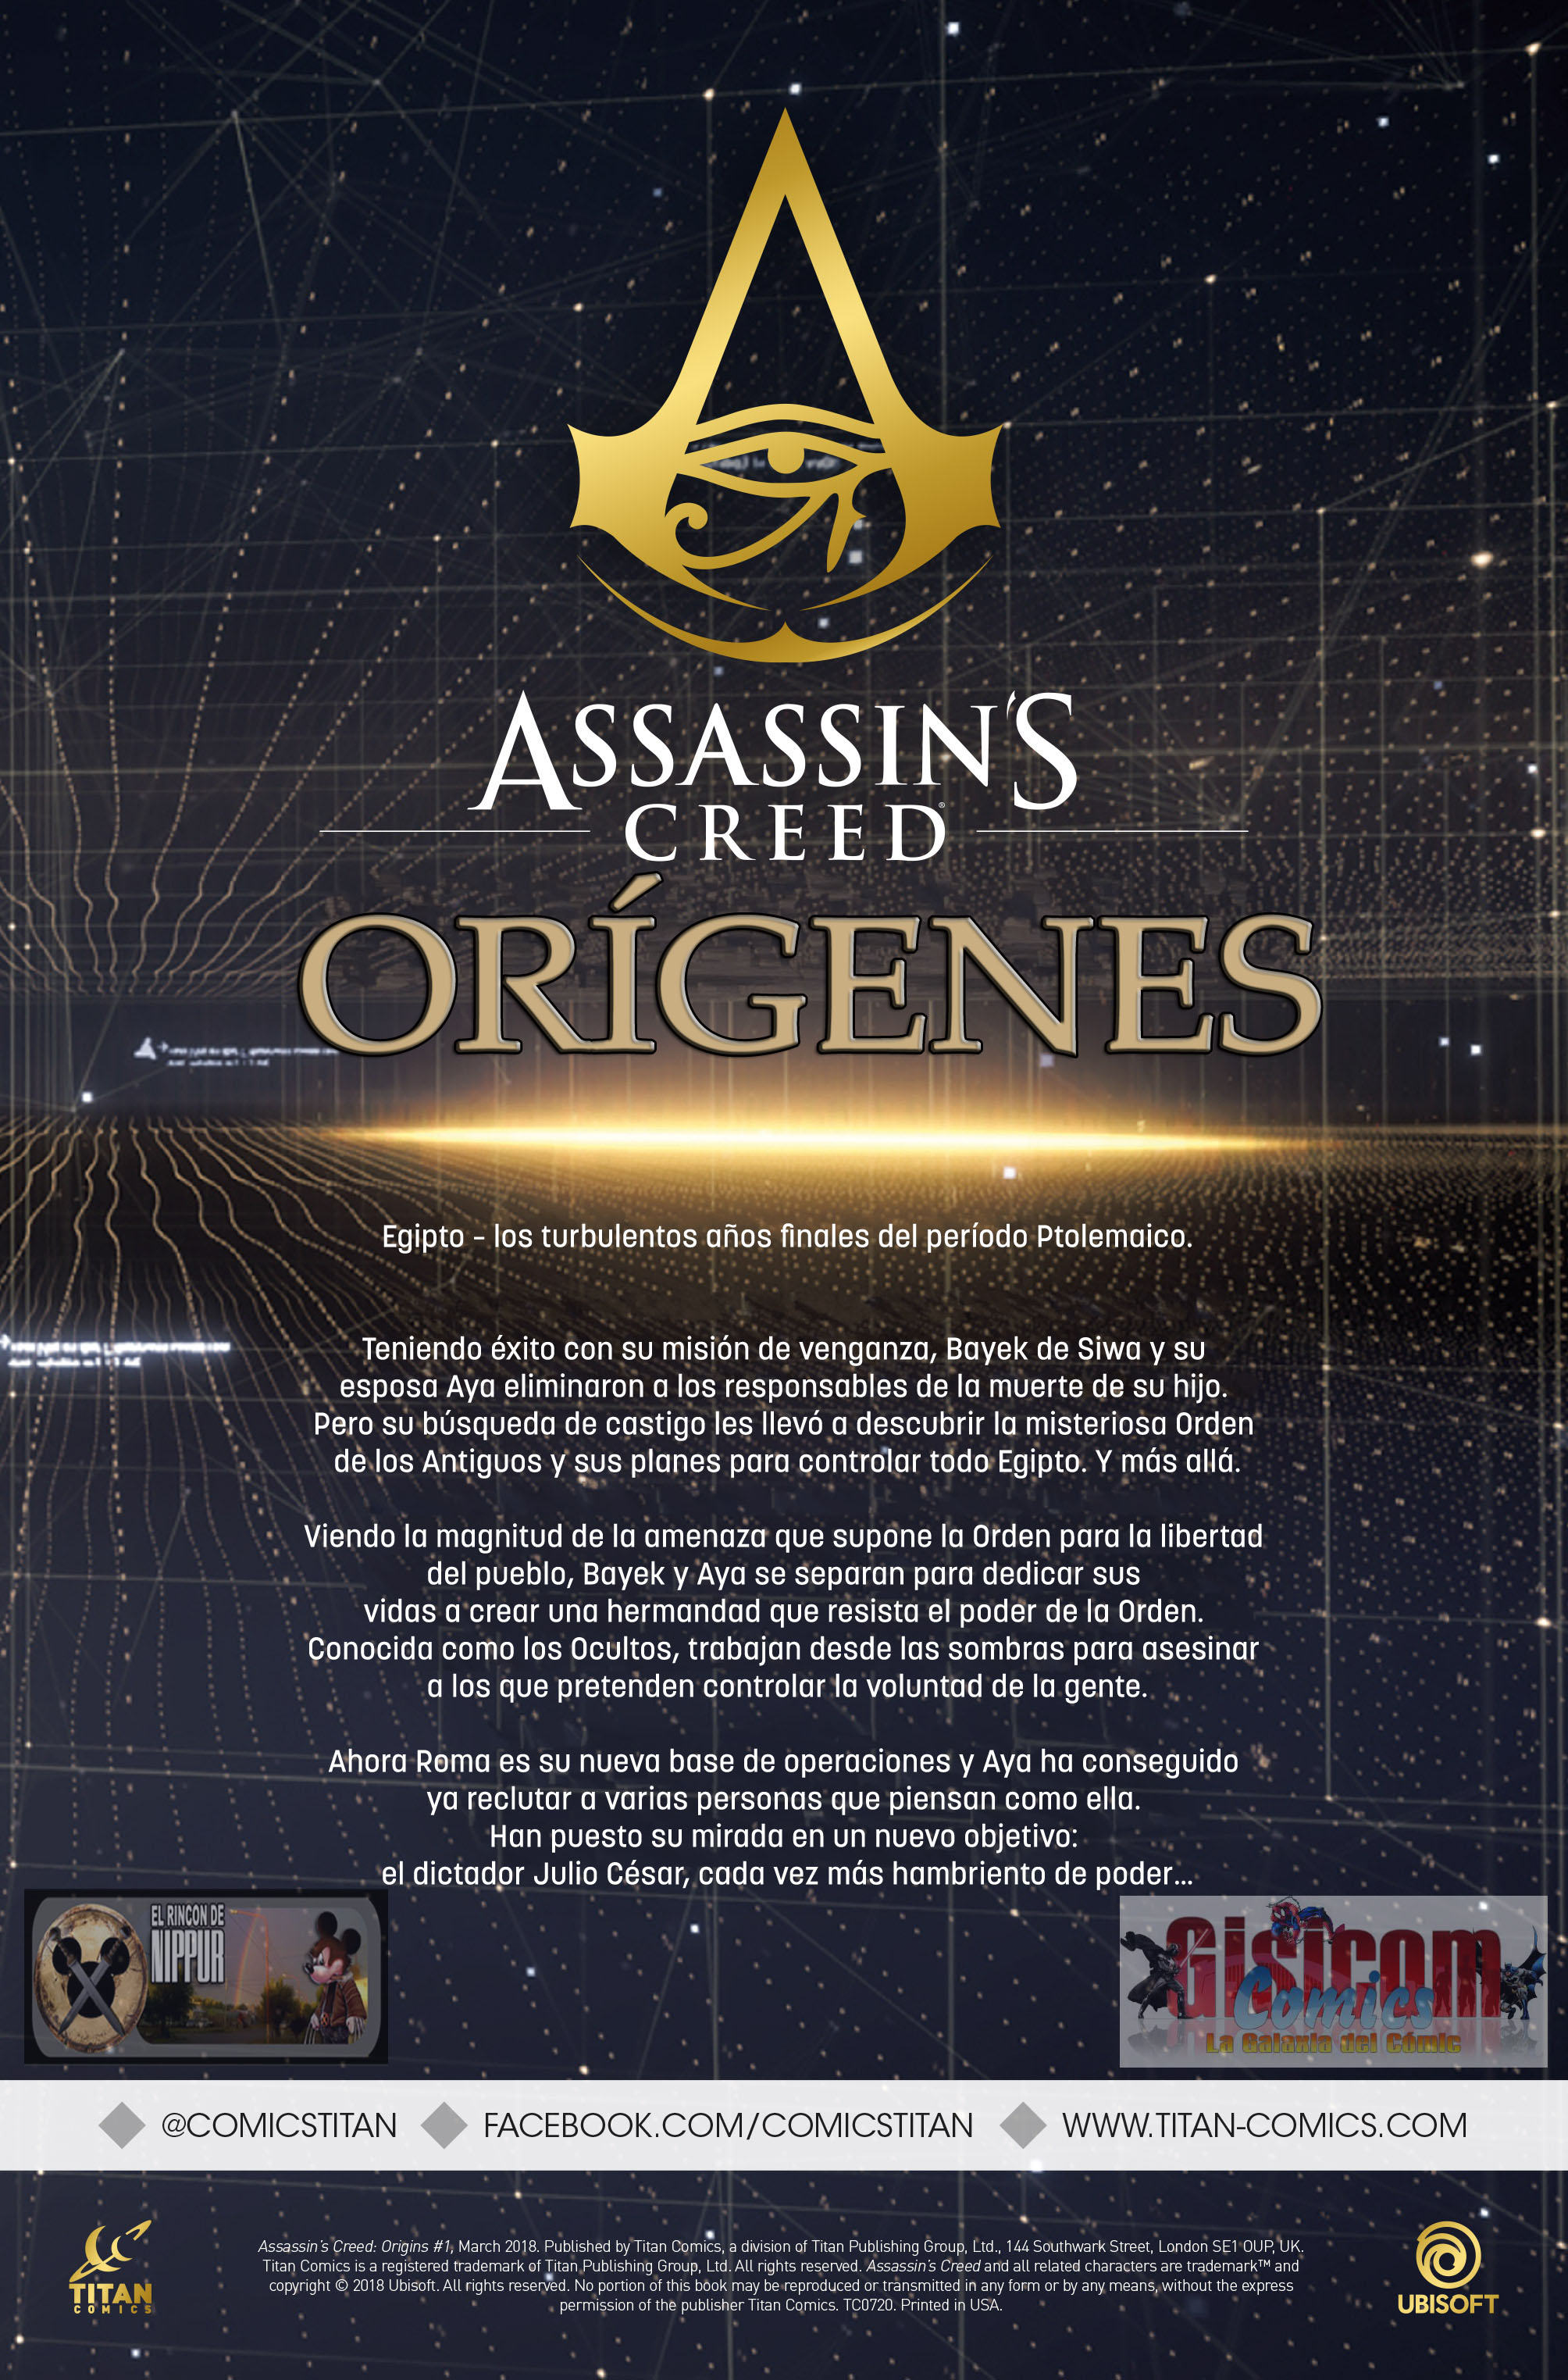 ASSASSIN'S
CREED®
ORÍGENES
Egipto – los turbulentos años finales del período Ptolemaico.
Teniendo éxito con su misión de venganza, Bayek de Siwa y su
esposa Aya eliminaron a los responsables de la muerte de su hijo.
Pero su búsqueda de castigo les llevó a descubrir la misteriosa Orden
de los Antiguos y sus planes para controlar todo Egipto. Y más allá.
Viendo la magnitud de la amenaza que supone la Orden para la libertad
del pueblo, Bayek y Aya se separan para dedicar sus
vidas a crear una hermandad que resista el poder de la Orden.
Conocida como los Ocultos, trabajan desde las sombras para asesinar
a los que pretenden controlar la voluntad de la gente.
Ahora Roma es su nueva base de operaciones y Aya ha conseguido
ya reclutar a varias personas que piensan como ella.
Han puesto su mirada en un nuevo objetivo:
el dictador Julio César, cada vez más hambriento de poder...
EL RINCON DE
NIPPUR
Gisicom
Comics
La Galaxia del Cómic
@COMICSTITAN FACEBOOK.COM/COMICSTITAN WWW.TITAN-COMICS.COM
TITAN
COMICS
Assassin's Creed: Origins #1, March 2018. Published by Titan Comics, a division of Titan Publishing Group, Ltd., 144 Southwark Street, London SE1 0UP, UK.
Titan Comics is a registered trademark of Titan Publishing Group, Ltd. All rights reserved. Assassin's Creed and all related characters are trademark™ and
copyright © 2018 Ubisoft. All rights reserved. No portion of this book may be reproduced or transmitted in any form or by any means, without the express
permission of the publisher Titan Comics. TC0720. Printed in USA.
UBISOFT